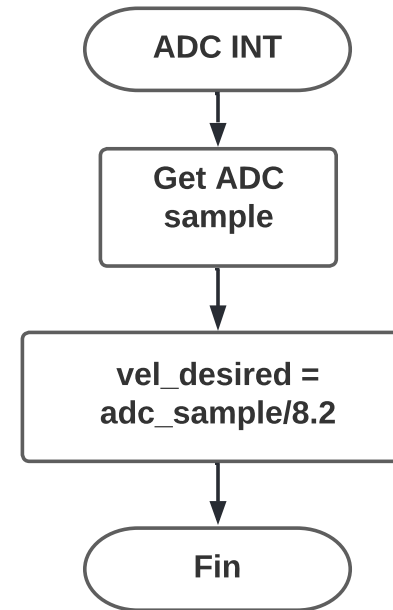 ADC INT
Get ADC
sample
vel_desired =
adc_sample/8.2
Fin